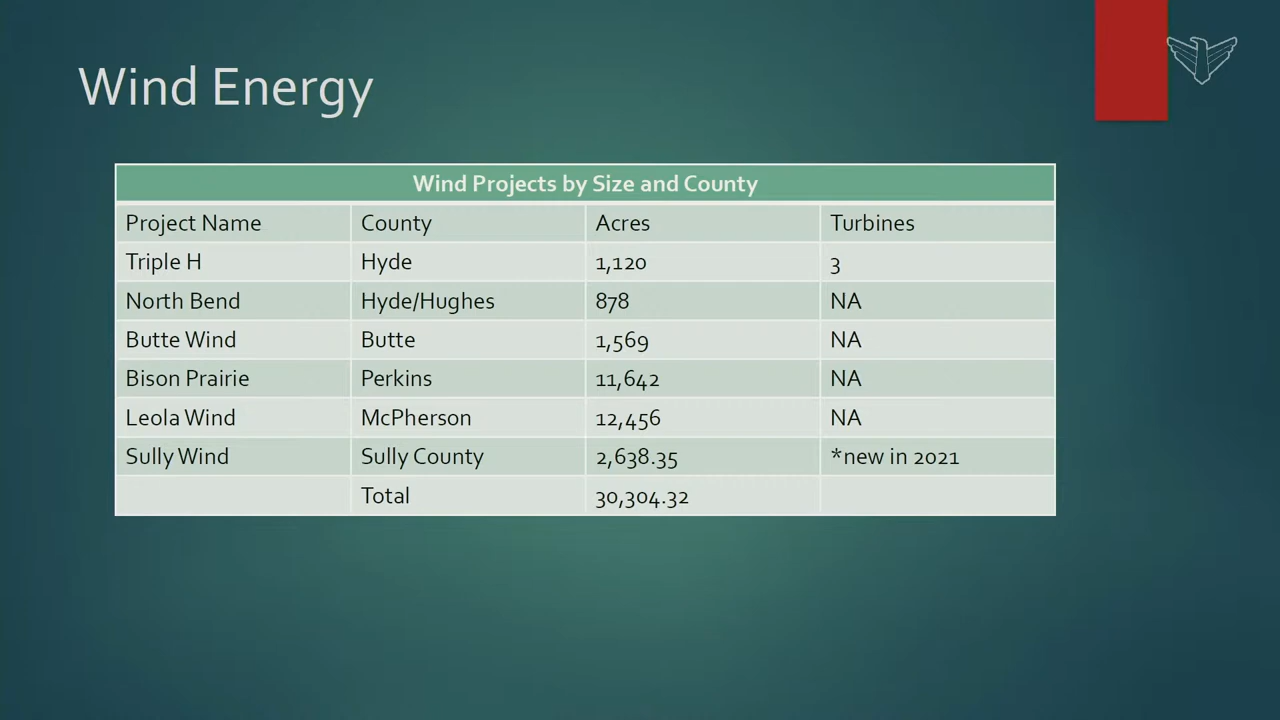 Wind Energy
Wind Projects by Size and County
Project Name County Acres Turbines
Triple H Hyde 1,120 3
North Bend Hyde/Hughes 878 NA
Butte Wind Butte 1,569 NA
Bison Prairie Perkins 11,642 NA
Leola Wind McPherson 12,456 NA
Sully Wind Sully County 2,638.35 *new in 2021
Total 30,304.32